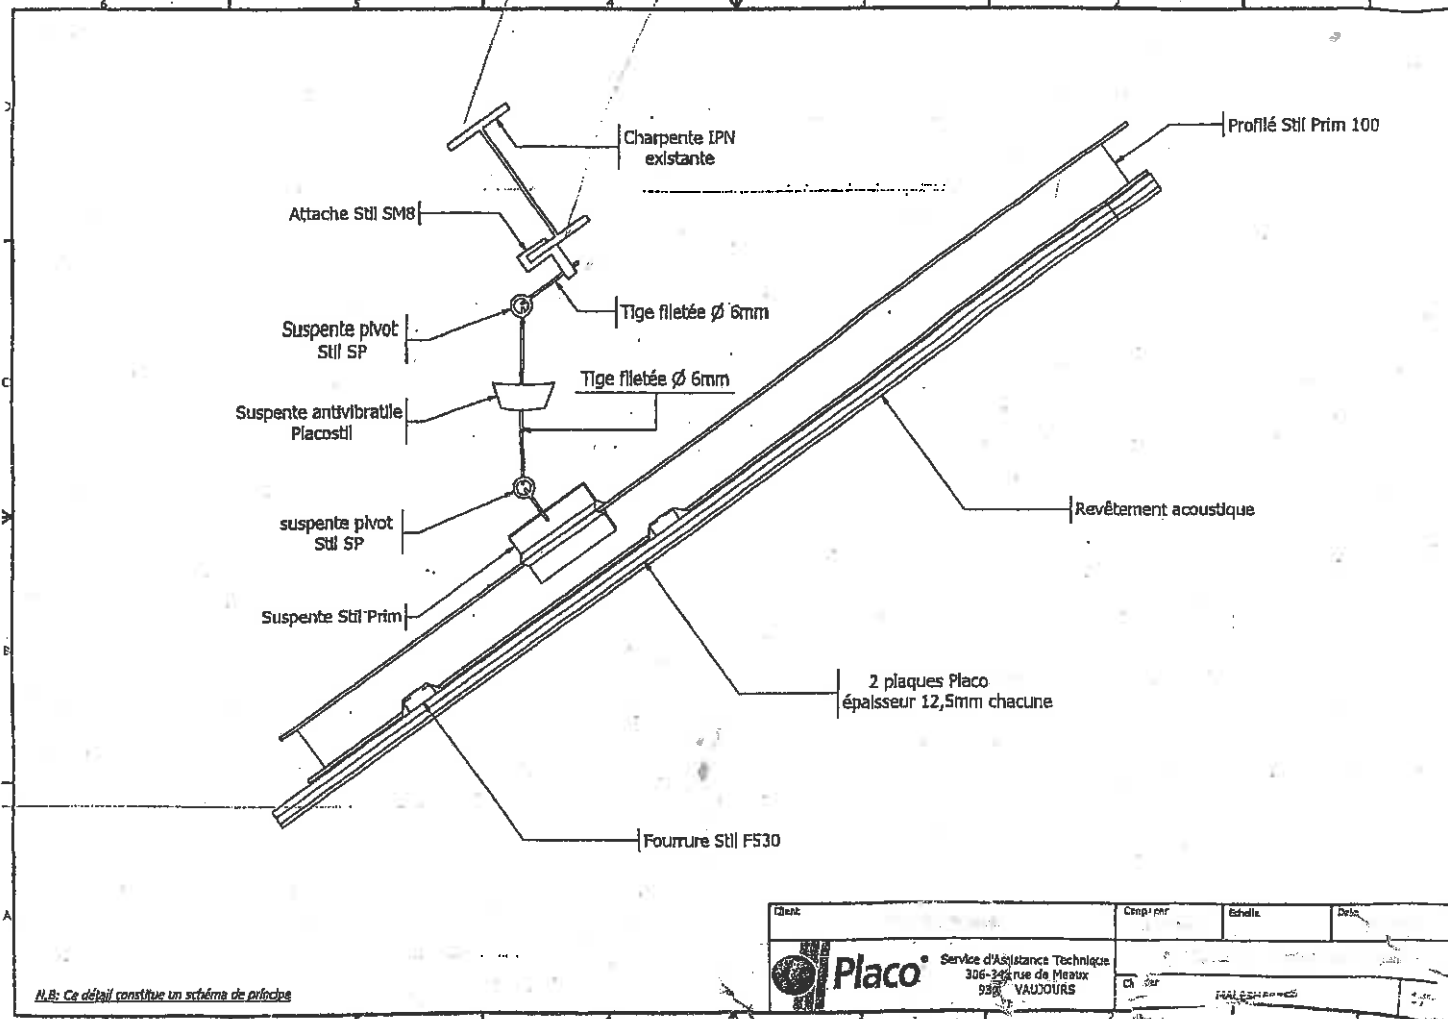 Charpente IPN
existante
Profilé Stil Prim 100
Attache Stil SM8
Tige filetée Ø 6mm
Suspente pivot
Stil SP
Tige filetée Ø 6mm
Suspente antivibratile
Placostil
Revêtement acoustique
suspente pivot
Stil SP
Suspente Stil Prim
2 plaques Placo
épaisseur 12,5mm chacune
Fourrure Stil F530
Client
Echelle
Date
Placo®
Service d'Assistance Technique
rue de Meaux
VAUJOURS
N.B: Ce détail constitue un schéma de principe
D
C
B
A